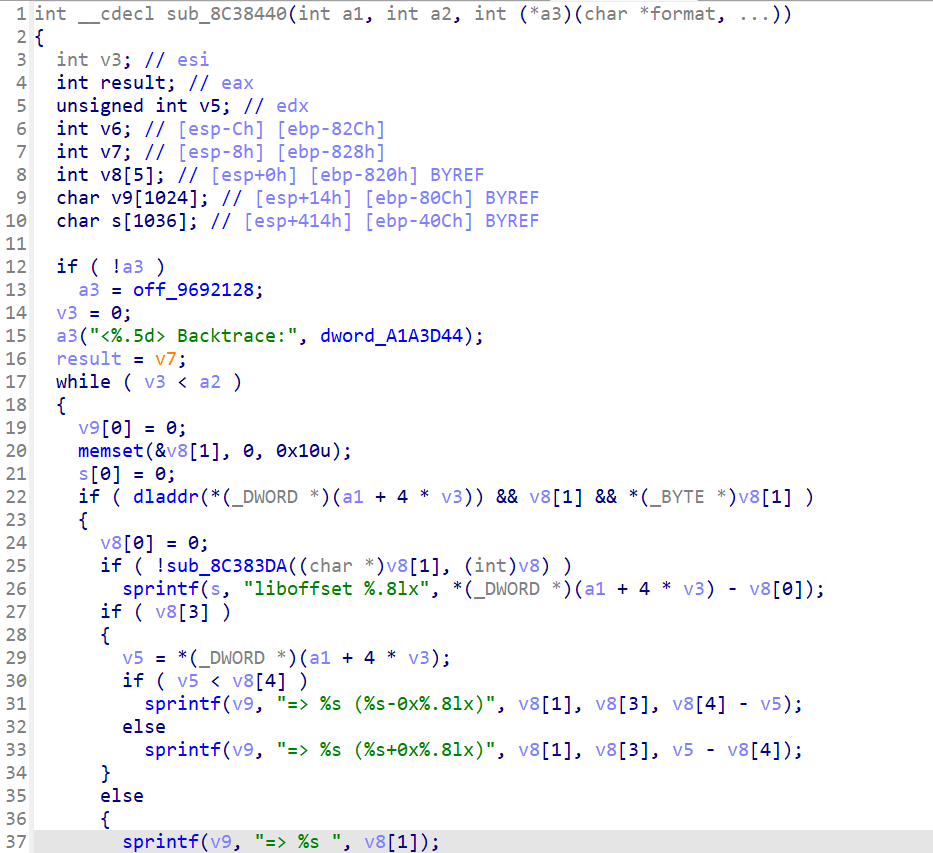 1 int __cdecl sub_8C38440(int a1, int a2, int (*a3)(char *format, ...))
2 {
3   int v3; // esi
4   int result; // eax
5   unsigned int v5; // edx
6   int v6; // [esp-Ch] [ebp-82Ch]
7   int v7; // [esp-8h] [ebp-828h]
8   int v8[5]; // [esp+0h] [ebp-820h] BYREF
9   char v9[1024]; // [esp+14h] [ebp-80Ch] BYREF
10   char s[1036]; // [esp+414h] [ebp-40Ch] BYREF
11
12   if ( !a3 )
13     a3 = off_9692128;
14   v3 = 0;
15   a3("<%.5d> Backtrace:", dword_A1A3D44);
16   result = v7;
17   while ( v3 < a2 )
18   {
19     v9[0] = 0;
20     memset(&v8[1], 0, 0x10u);
21     s[0] = 0;
22     if ( dladdr(*(_DWORD *)(a1 + 4 * v3)) && v8[1] && *(_BYTE *)v8[1] )
23     {
24       v8[0] = 0;
25       if ( !sub_8C383DA((char *)v8[1], (int)v8) )
26         sprintf(s, "liboffset %.8lx", *(_DWORD *)(a1 + 4 * v3) - v8[0]);
27       if ( v8[3] )
28       {
29         v5 = *(_DWORD *)(a1 + 4 * v3);
30         if ( v5 < v8[4] )
31           sprintf(v9, "=> %s (%s-0x%.8lx)", v8[1], v8[3], v8[4] - v5);
32         else
33           sprintf(v9, "=> %s (%s+0x%.8lx)", v8[1], v8[3], v5 - v8[4]);
34       }
35       else
36       {
37         sprintf(v9, "=> %s ", v8[1]);